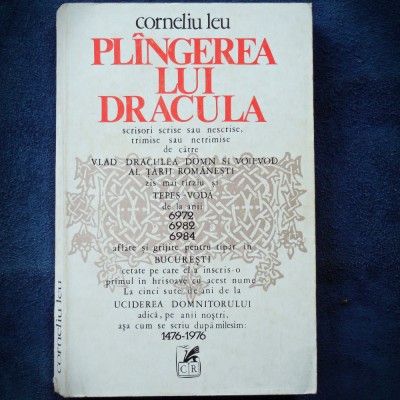 corneliu leu
PLÎNGEREA
LUI
DRACULA
scrisori scrise sau nescrise,
trimise sau netrimise
de către
VLAD DRACULEA DOMN SI VOIEVOD
AL ȚARII ROMANESTI
zis mai tîrziu și
ȚEPEȘ VODĂ
de la anii
6972
6982
6984
aflate și grijite pentru tipar în
BUCUREȘTI
cetate pe care el a înscris-o
primul în hrisoave cu acest nume
La cinci sute de ani de la
UCIDEREA DOMNITORULUI
adică, pe anii noștri,
așa cum se scriu după milesim:
1476-1976
CR
corneliu leu